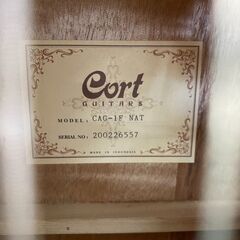 Cort
GUITARS
MODEL: CAG-1F NAT
SERIAL NO: 200226557
MADE IN INDONESIA